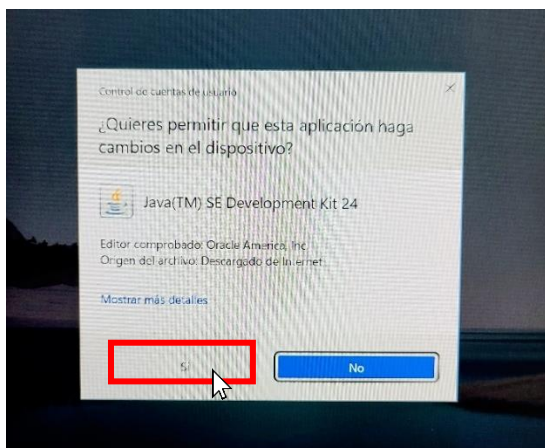 Control de cuentas de usuario
¿Quieres permitir que esta aplicación haga
cambios en el dispositivo?
Java(TM) SE Development Kit 24
Editor comprobado: Oracle America, Inc.
Origen del archivo: Descargado de Internet
Mostrar más detalles
Sí
No